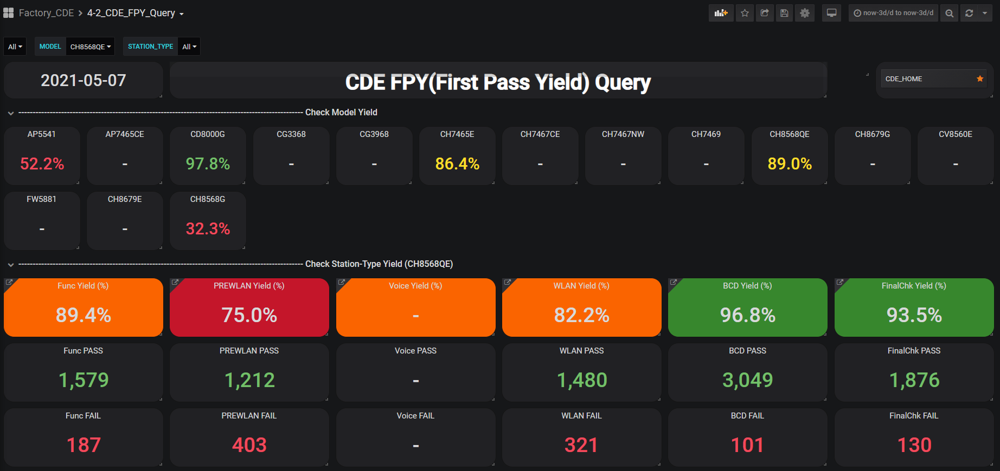 Factory_CDE > 4-2_CDE_FPY_Query
now-3d/d to now-3d/d
All MODEL CH8568QE STATION_TYPE All
2021-05-07
CDE FPY(First Pass Yield) Query
CDE_HOME
Check Model Yield
AP5541 AP7465CE CD8000G CG3368 CG3968 CH7465E CH7467CE CH7467NW CH7469 CH8568QE CH8679G CV8560E
52.2% - 97.8% - - 86.4% - - - 89.0% - -
FW5881 CH8679E CH8568G
- - 32.3%
Check Station-Type Yield (CH8568QE)
Func Yield (%) PREWLAN Yield (%) Voice Yield (%) WLAN Yield (%) BCD Yield (%) FinalChk Yield (%)
89.4% 75.0% - 82.2% 96.8% 93.5%
Func PASS PREWLAN PASS Voice PASS WLAN PASS BCD PASS FinalChk PASS
1,579 1,212 - 1,480 3,049 1,876
Func FAIL PREWLAN FAIL Voice FAIL WLAN FAIL BCD FAIL FinalChk FAIL
187 403 - 321 101 130